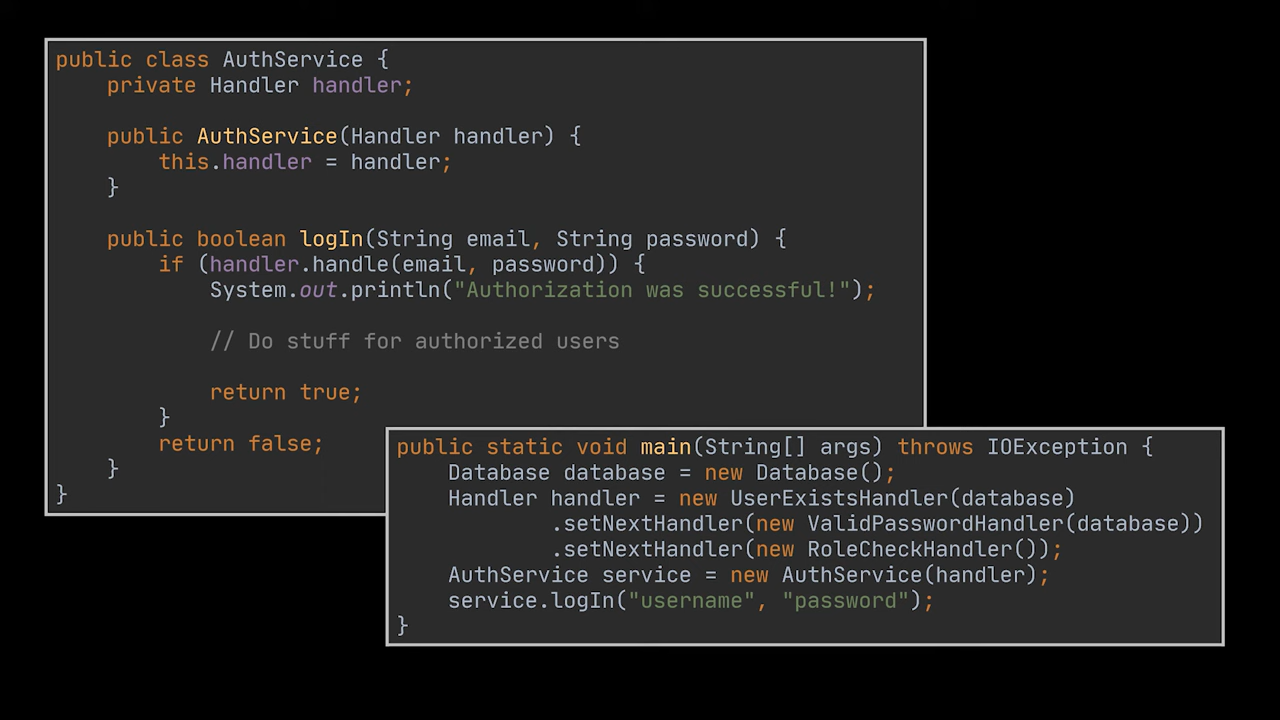 public class AuthService {
    private Handler handler;
    public AuthService(Handler handler) {
        this.handler = handler;
    }
    public boolean logIn(String email, String password) {
        if (handler.handle(email, password)) {
            System.out.println("Authorization was successful!");
            // Do stuff for authorized users
            return true;
        }
        return false;
    }
}
public static void main(String[] args) throws IOException {
    Database database = new Database();
    Handler handler = new UserExistsHandler(database)
            .setNextHandler(new ValidPasswordHandler(database))
            .setNextHandler(new RoleCheckHandler());
    AuthService service = new AuthService(handler);
    service.logIn("username", "password");
}